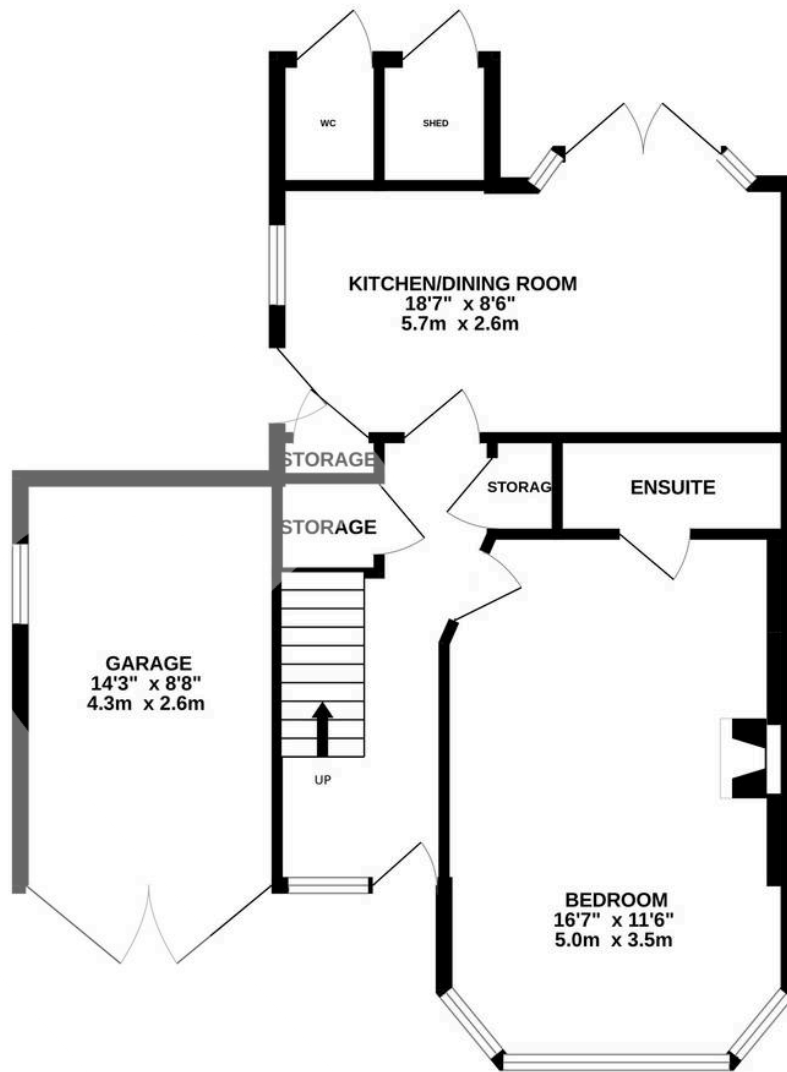 WC
SHED
KITCHEN/DINING ROOM
18'7" x 8'6"
5.7m x 2.6m
STORAGE
STORAG
ENSUITE
STORAGE
GARAGE
14'3" x 8'8"
4.3m x 2.6m
UP
BEDROOM
16'7" x 11'6"
5.0m x 3.5m